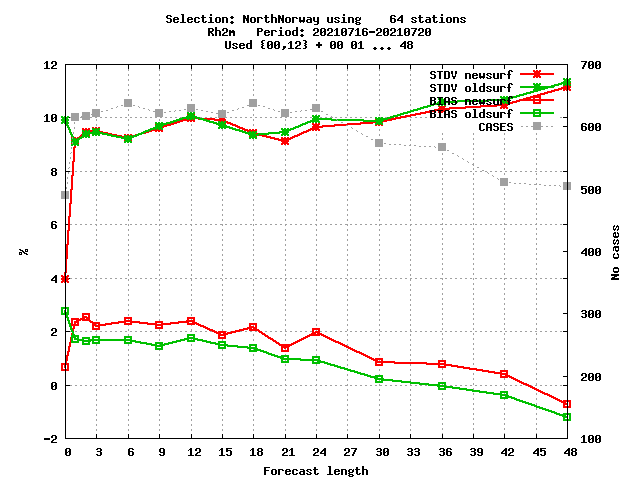 Selection: NorthNorway using    64 stations
Rh2m   Period: 20210716-20210720
Used {00,12} + 00 01 ... 48
STDV newsurf
STDV oldsurf
BIAS newsurf
BIAS oldsurf
CASES
12
10
8
6
4
2
0
-2
%
700
600
500
400
300
200
100
No cases
0 3 6 9 12 15 18 21 24 27 30 33 36 39 42 45 48
Forecast length